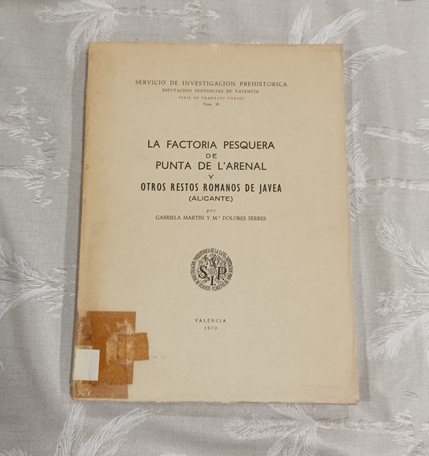 SERVICIO DE INVESTIGACION PREHISTORICA
DIPUTACION PROVINCIAL DE VALENCIA
SERIE DE TRABAJOS VARIOS
Núm.
LA FACTORIA PESQUERA
DE
PUNTA DE L'ARENAL
Y
OTROS RESTOS ROMANOS DE JAVEA
(ALICANTE)
por
GABRIELA MARTIN Y M.ª DOLORES SERRES
S I P
VALENCIA
1970